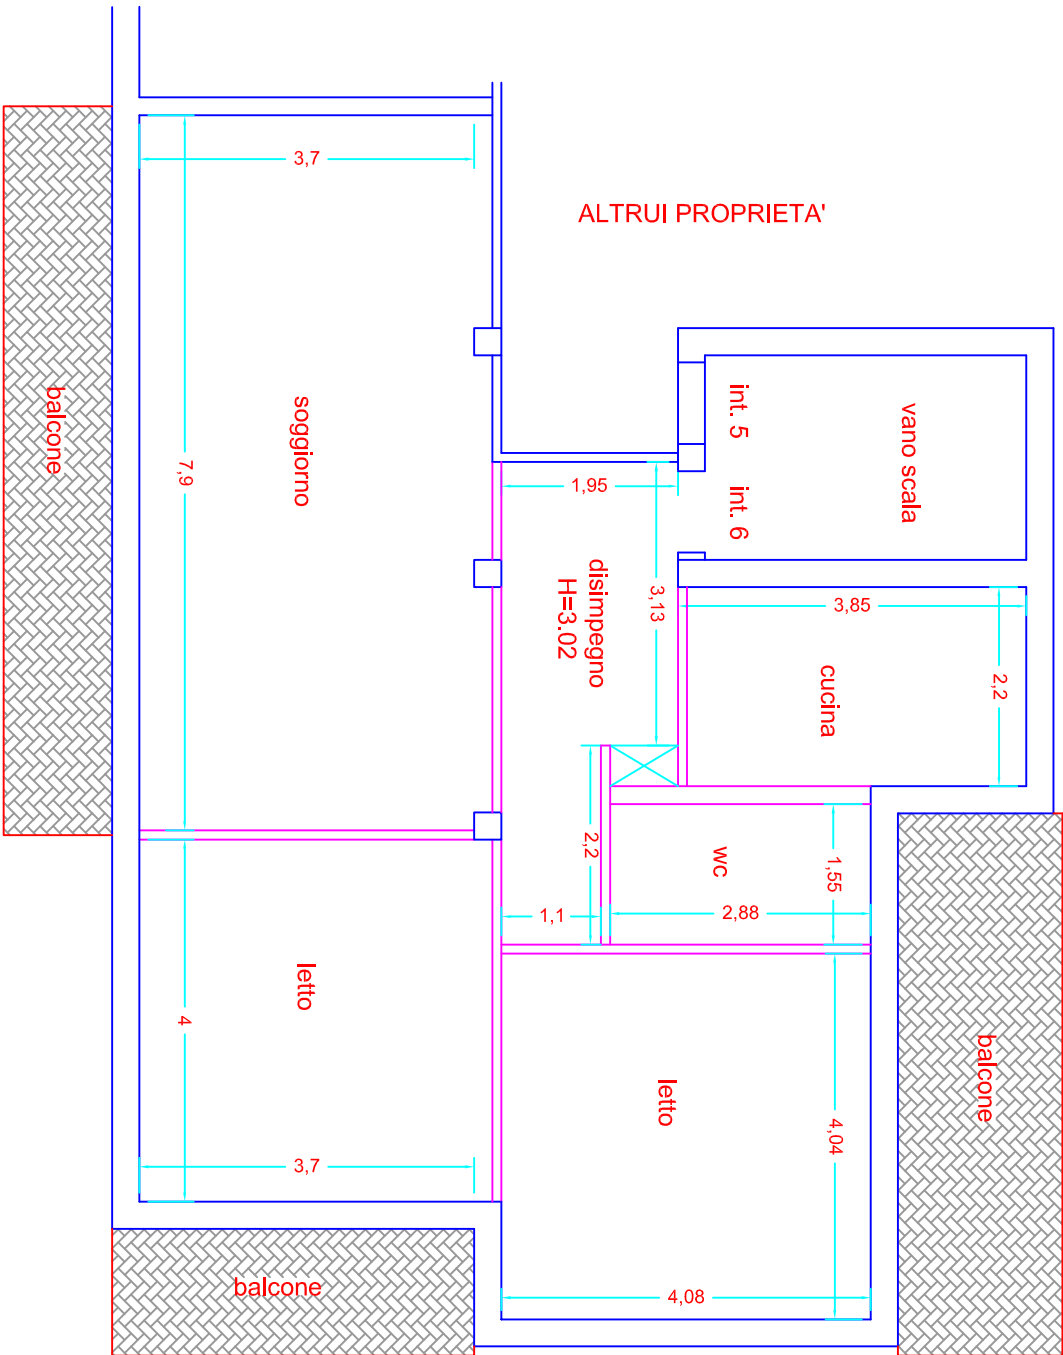 3,7
ALTRUI PROPRIETA'
balcone
soggiorno
7,9
int. 5
int. 6
vano scala
1,95
disimpegno
H=3.02
3,13
3,85
2,2
cucina
2,2
wc
1,55
1,1
2,88
letto
4
letto
4,04
balcone
3,7
4,08
balcone